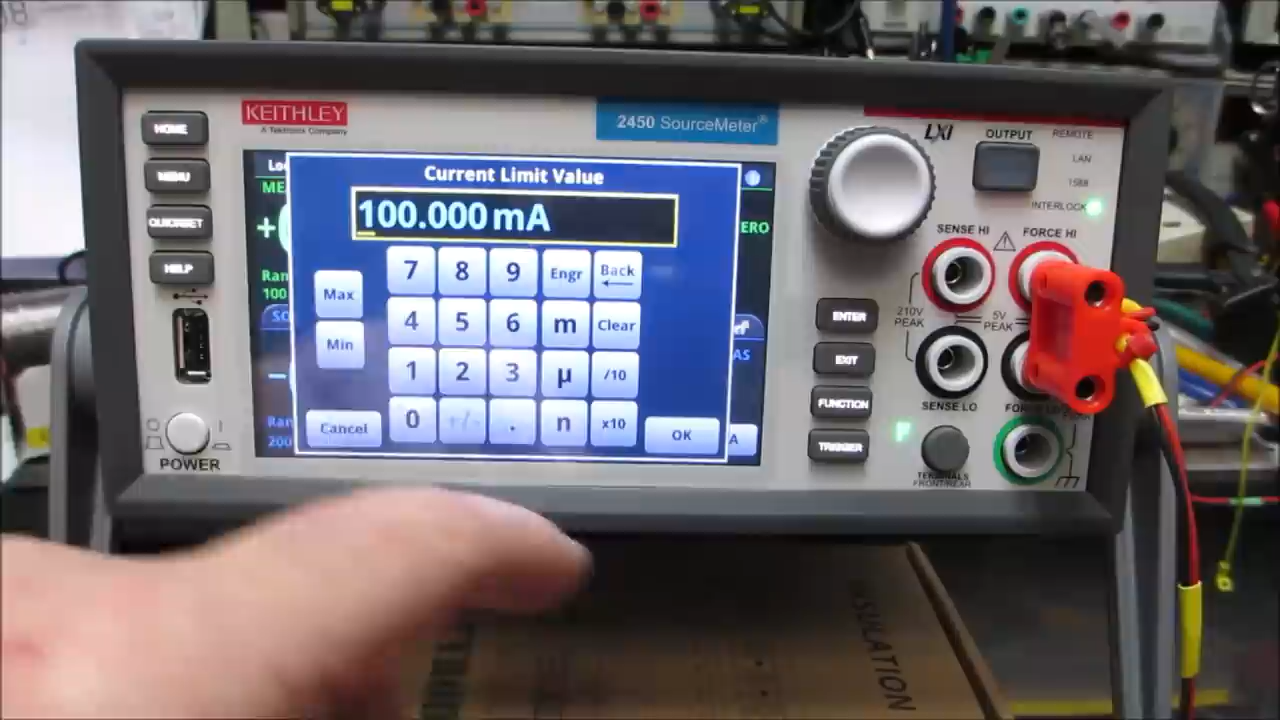 HOME
MENU
QUICKSET
HELP
POWER
KEITHLEY
A Tektronix Company
2450 SourceMeter®
Current Limit Value
100.000 mA
7 8 9 Engr Back
Max
4 5 6 m Clear
Min
1 2 3 µ /10
0 +/- . n x10
Cancel
OK
ERO
AS
A
LXI
OUTPUT
REMOTE
LAN
1588
INTERLOCK
SENSE HI
FORCE HI
210V
PEAK
5V
PEAK
SENSE LO
ENTER
EXIT
FUNCTION
TRIGGER
TERMINALS
FRONT/REAR